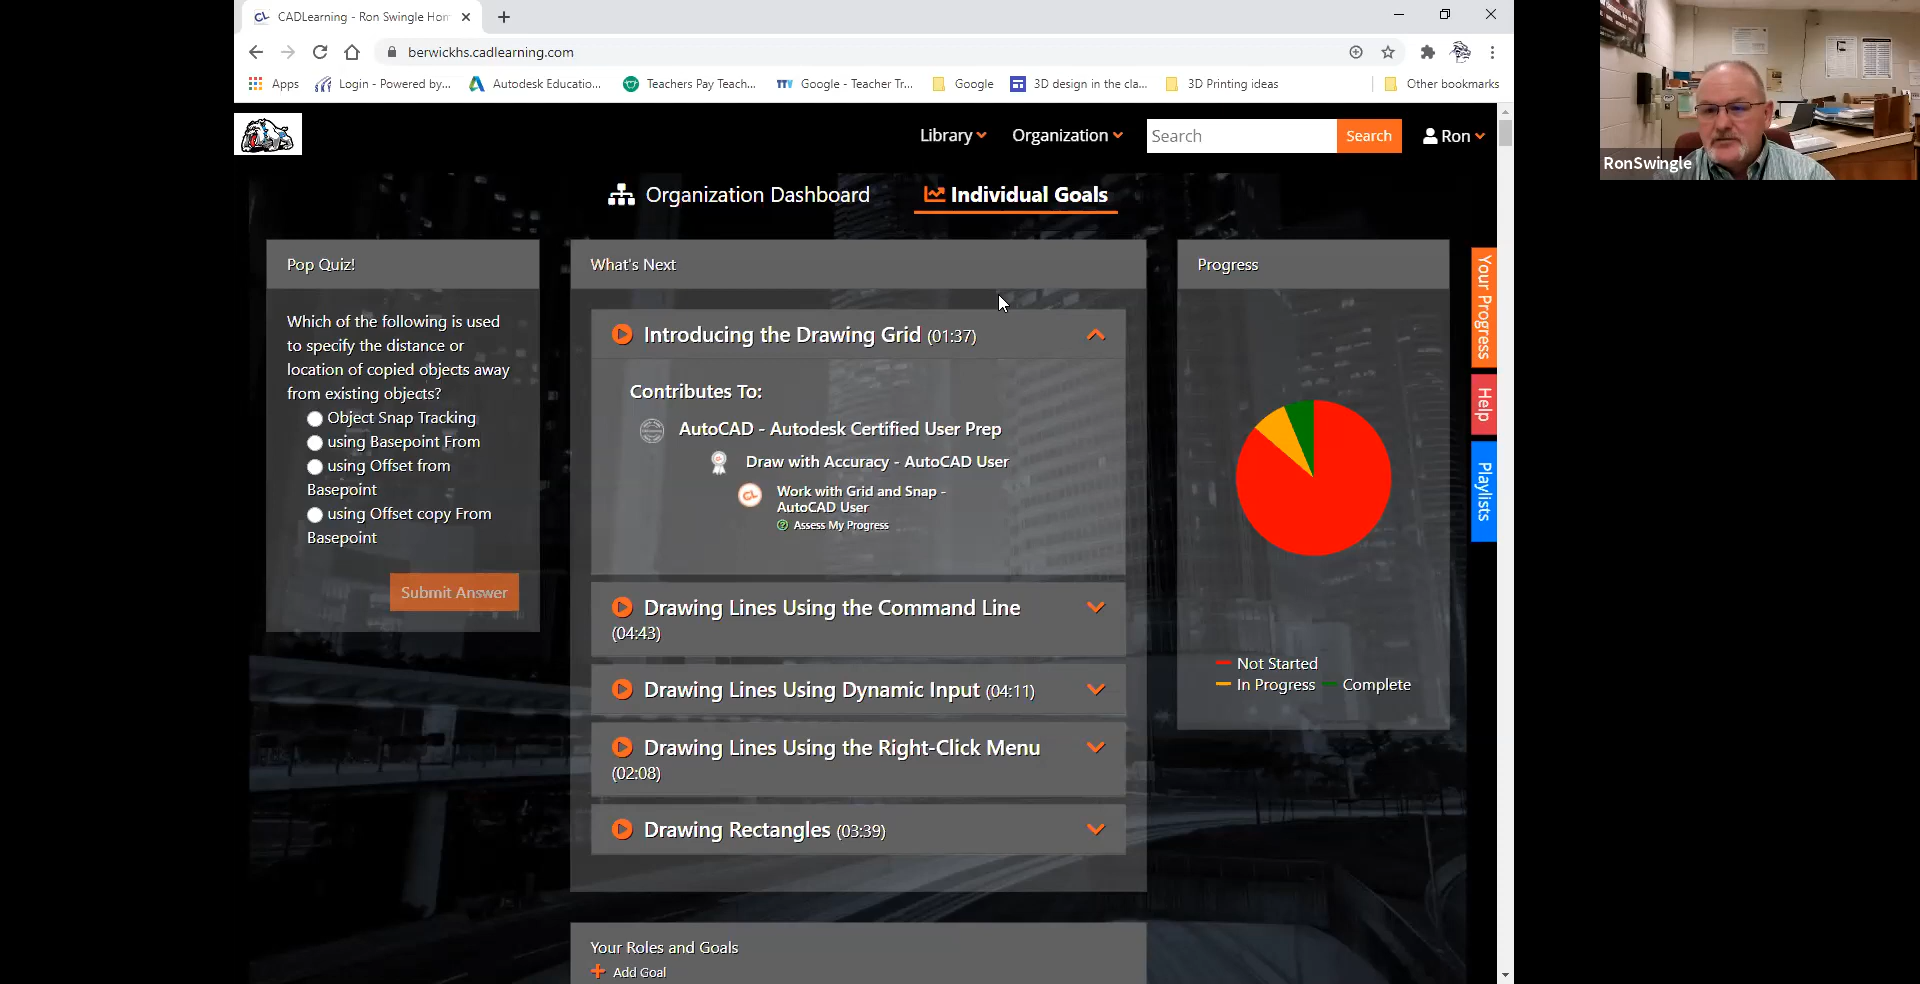 CADLearning - Ron Swingle Hom
berwickhs.cadlearning.com
Apps
Login - Powered by...
Autodesk Educatio...
Teachers Pay Teach...
Google - Teacher Tr...
Google
3D design in the cla...
3D Printing ideas
Other bookmarks
Library
Organization
Search
Search
Ron
Organization Dashboard
Individual Goals
Pop Quiz!
Which of the following is used
to specify the distance or
location of copied objects away
from existing objects?
Object Snap Tracking
using Basepoint From
using Offset from
Basepoint
using Offset copy From
Basepoint
Submit Answer
What's Next
Introducing the Drawing Grid (01:37)
Contributes To:
AutoCAD - Autodesk Certified User Prep
Draw with Accuracy - AutoCAD User
CL
Work with Grid and Snap -
AutoCAD User
Assess My Progress
Drawing Lines Using the Command Line
(04:43)
Drawing Lines Using Dynamic Input (04:11)
Drawing Lines Using the Right-Click Menu
(02:08)
Drawing Rectangles (03:39)
Your Roles and Goals
Add Goal
Progress
Not Started
In Progress
Complete
Your Progress
Help
Playlists
RonSwingle